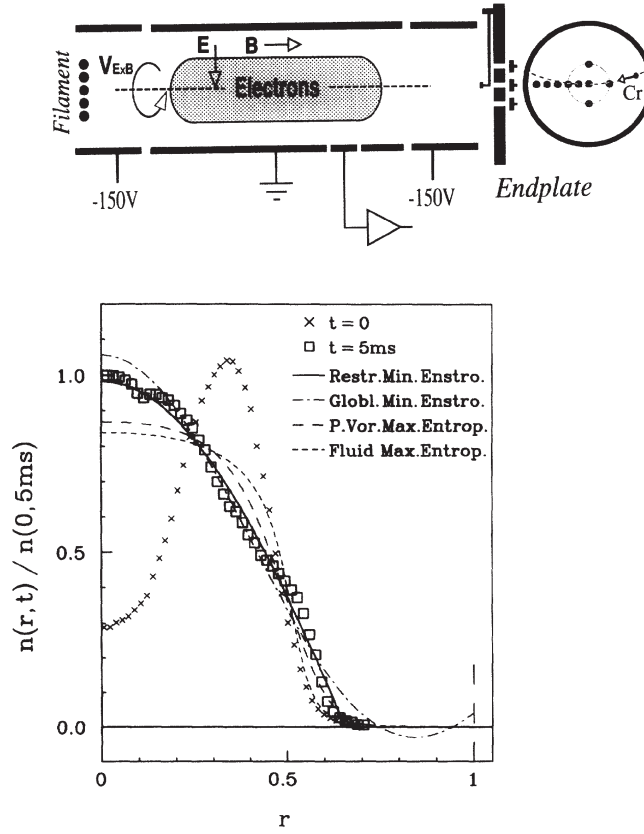 Filament
V ExB
E
B
Electrons
-150V
-150V
Cr
Endplate
n(r,t) / n(0,5ms)
1.0
0.5
0.0
× t = 0
□ t = 5ms
Restr.Min.Enstro.
Globl.Min.Enstro.
P.Vor.Max.Entrop.
Fluid Max.Entrop.
0
0.5
1
r